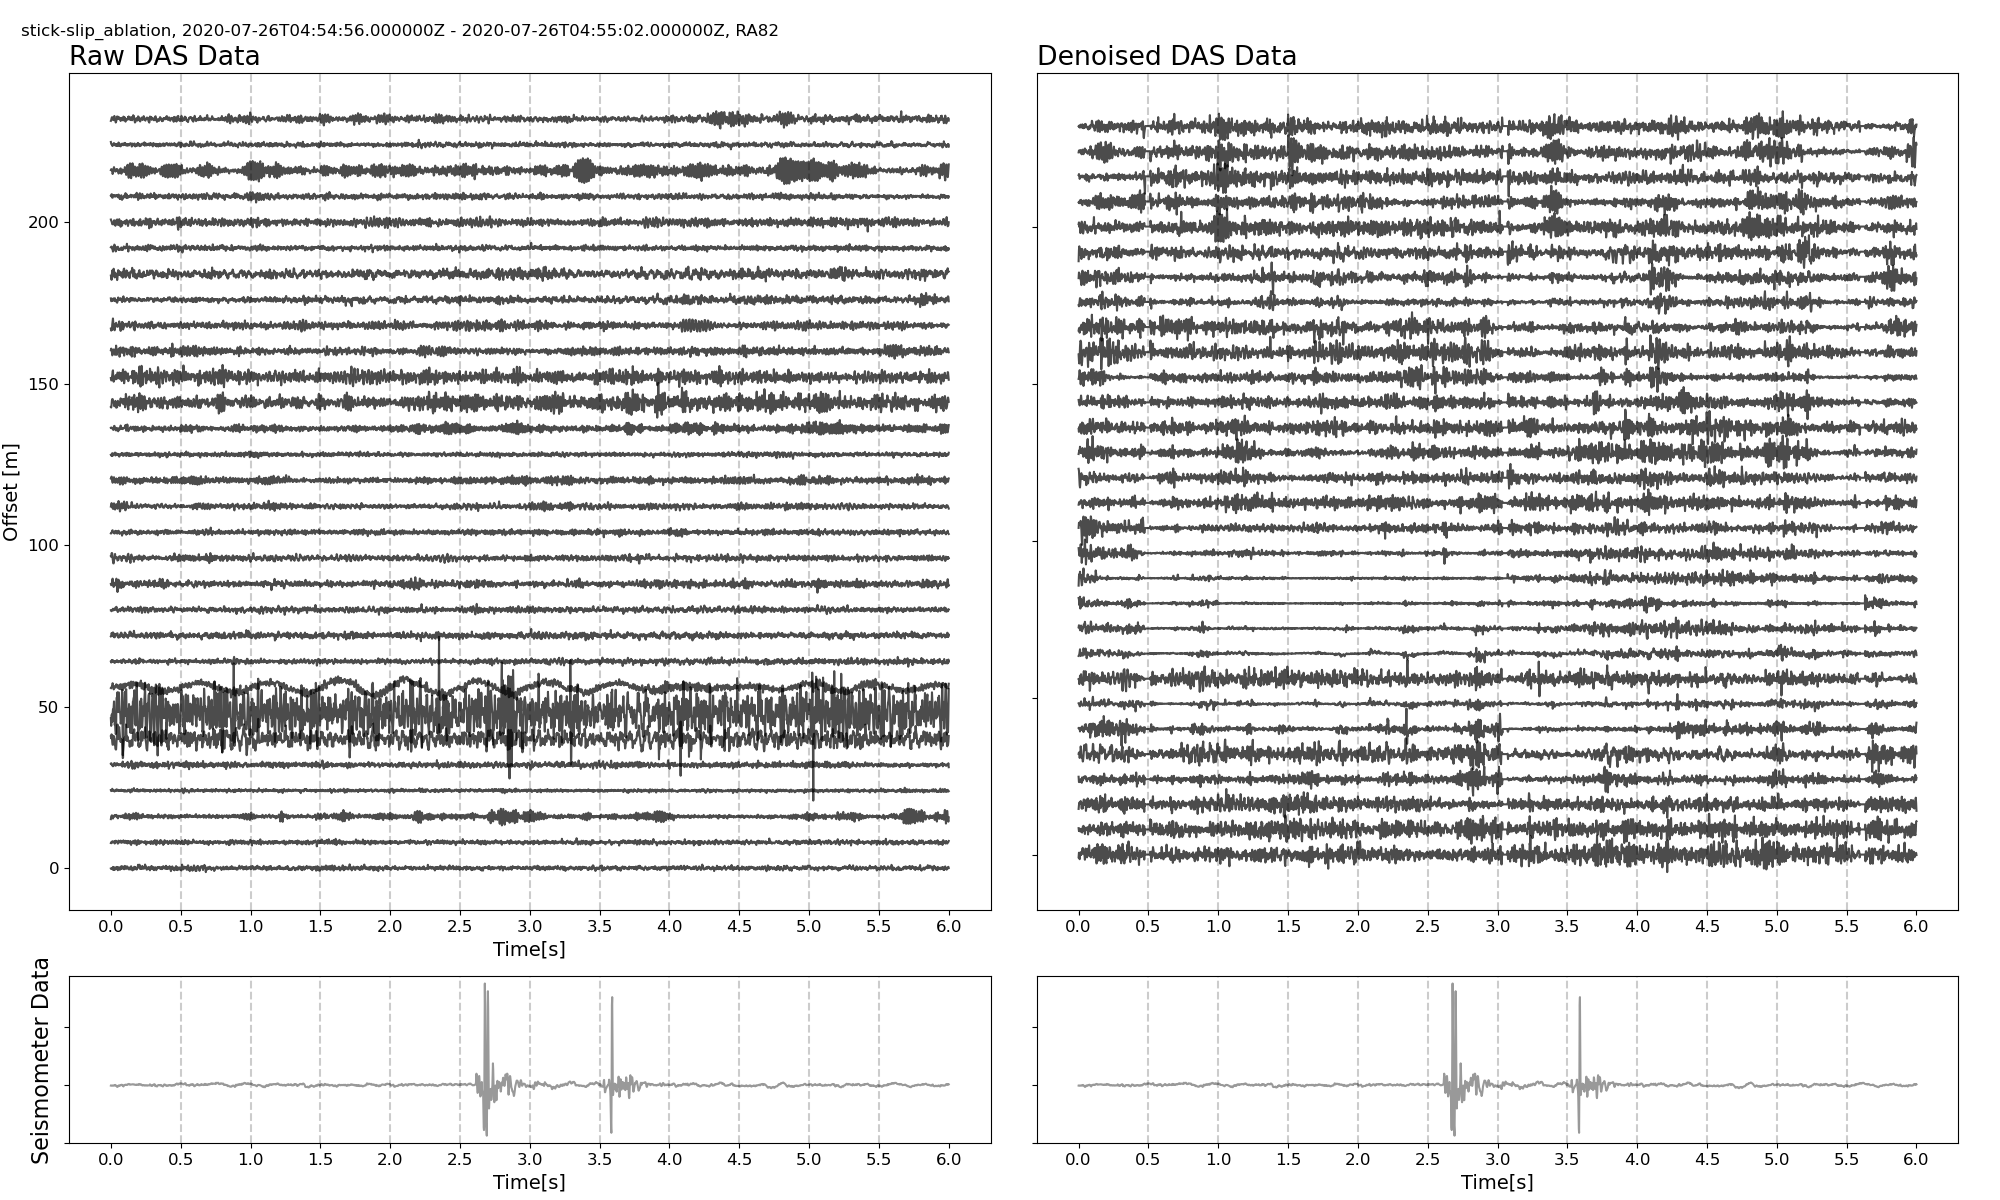 stick-slip_ablation, 2020-07-26T04:54:56.000000Z - 2020-07-26T04:55:02.000000Z, RA82
Raw DAS Data
Denoised DAS Data
Offset [m]
200
150
100
50
0
0.0 0.5 1.0 1.5 2.0 2.5 3.0 3.5 4.0 4.5 5.0 5.5 6.0
Time[s]
0.0 0.5 1.0 1.5 2.0 2.5 3.0 3.5 4.0 4.5 5.0 5.5 6.0
Seismometer Data
0.0 0.5 1.0 1.5 2.0 2.5 3.0 3.5 4.0 4.5 5.0 5.5 6.0
Time[s]
0.0 0.5 1.0 1.5 2.0 2.5 3.0 3.5 4.0 4.5 5.0 5.5 6.0
Time[s]